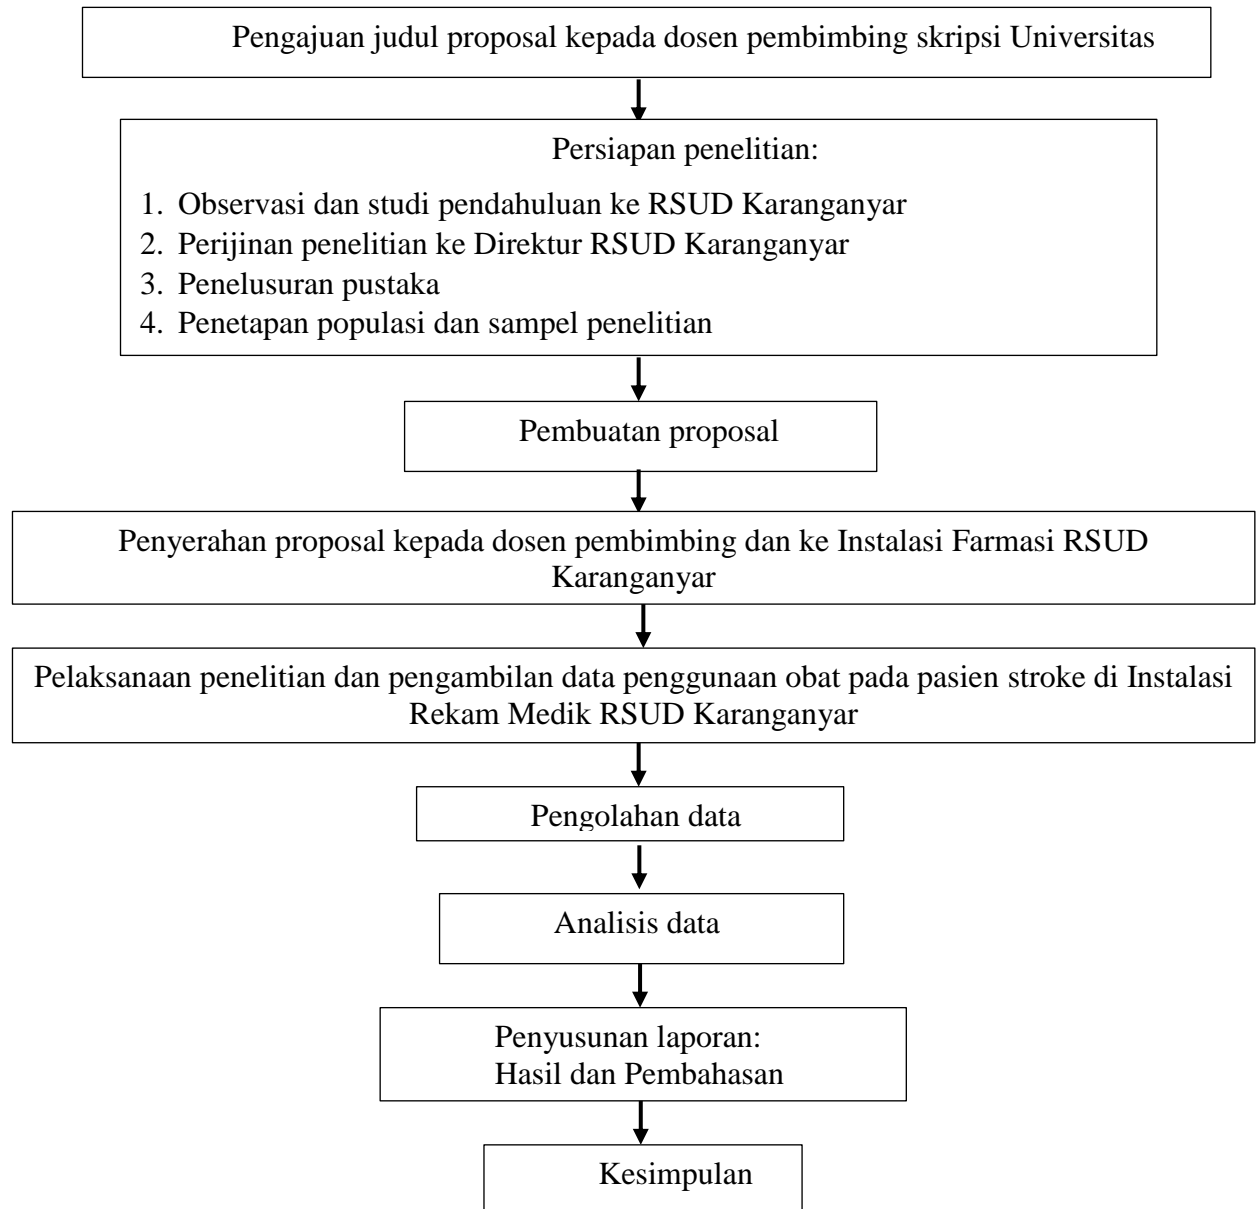 Pengajuan judul proposal kepada dosen pembimbing skripsi Universitas
Persiapan penelitian:
1. Observasi dan studi pendahuluan ke RSUD Karanganyar
2. Perijinan penelitian ke Direktur RSUD Karanganyar
3. Penelusuran pustaka
4. Penetapan populasi dan sampel penelitian
Pembuatan proposal
Penyerahan proposal kepada dosen pembimbing dan ke Instalasi Farmasi RSUD
Karanganyar
Pelaksanaan penelitian dan pengambilan data penggunaan obat pada pasien stroke di Instalasi
Rekam Medik RSUD Karanganyar
Pengolahan data
Analisis data
Penyusunan laporan:
Hasil dan Pembahasan
Kesimpulan